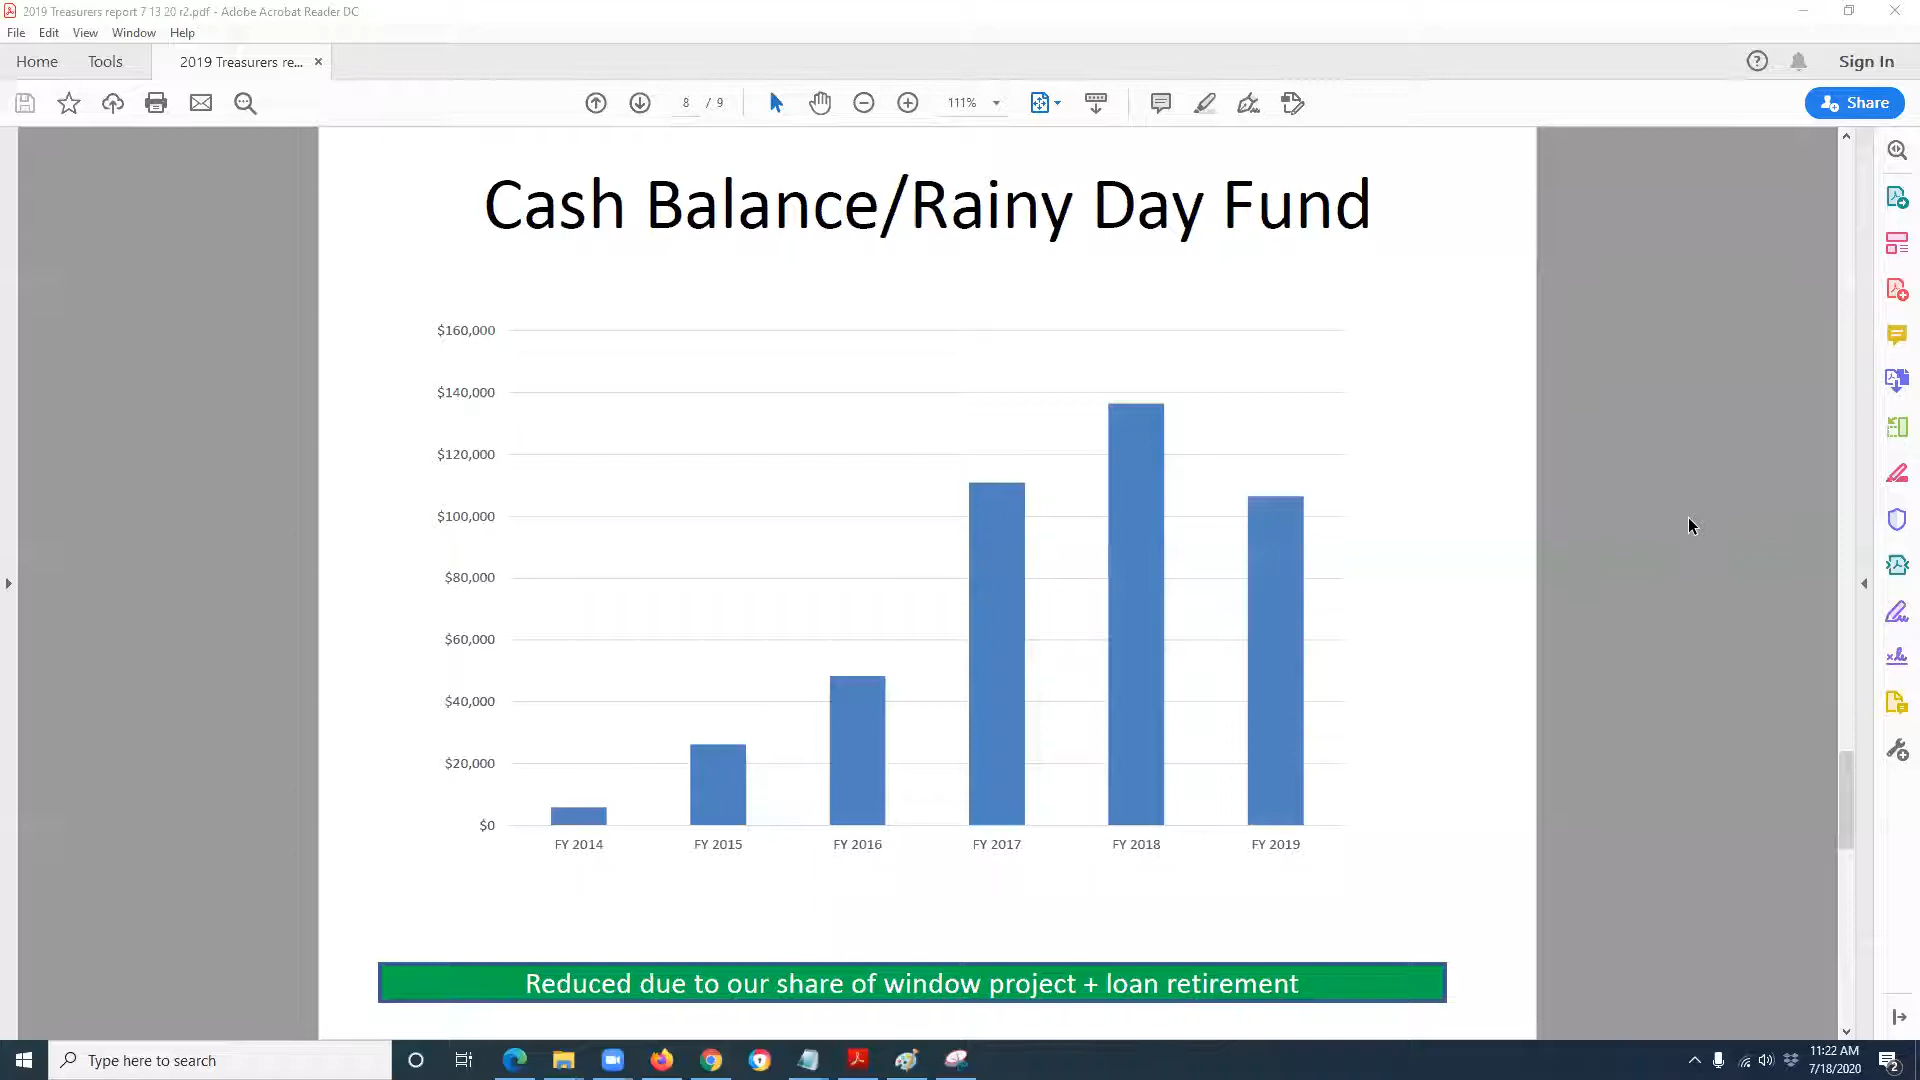 2019 Treasurers report 7 13 20 r2.pdf - Adobe Acrobat Reader DC
File Edit View Window Help
Home Tools 2019 Treasurers re... Sign In
8 / 9 111% Share
Cash Balance/Rainy Day Fund
$160,000
$140,000
$120,000
$100,000
$80,000
$60,000
$40,000
$20,000
$0
FY 2014 FY 2015 FY 2016 FY 2017 FY 2018 FY 2019
Reduced due to our share of window project + loan retirement
Type here to search
11:22 AM
7/18/2020
2